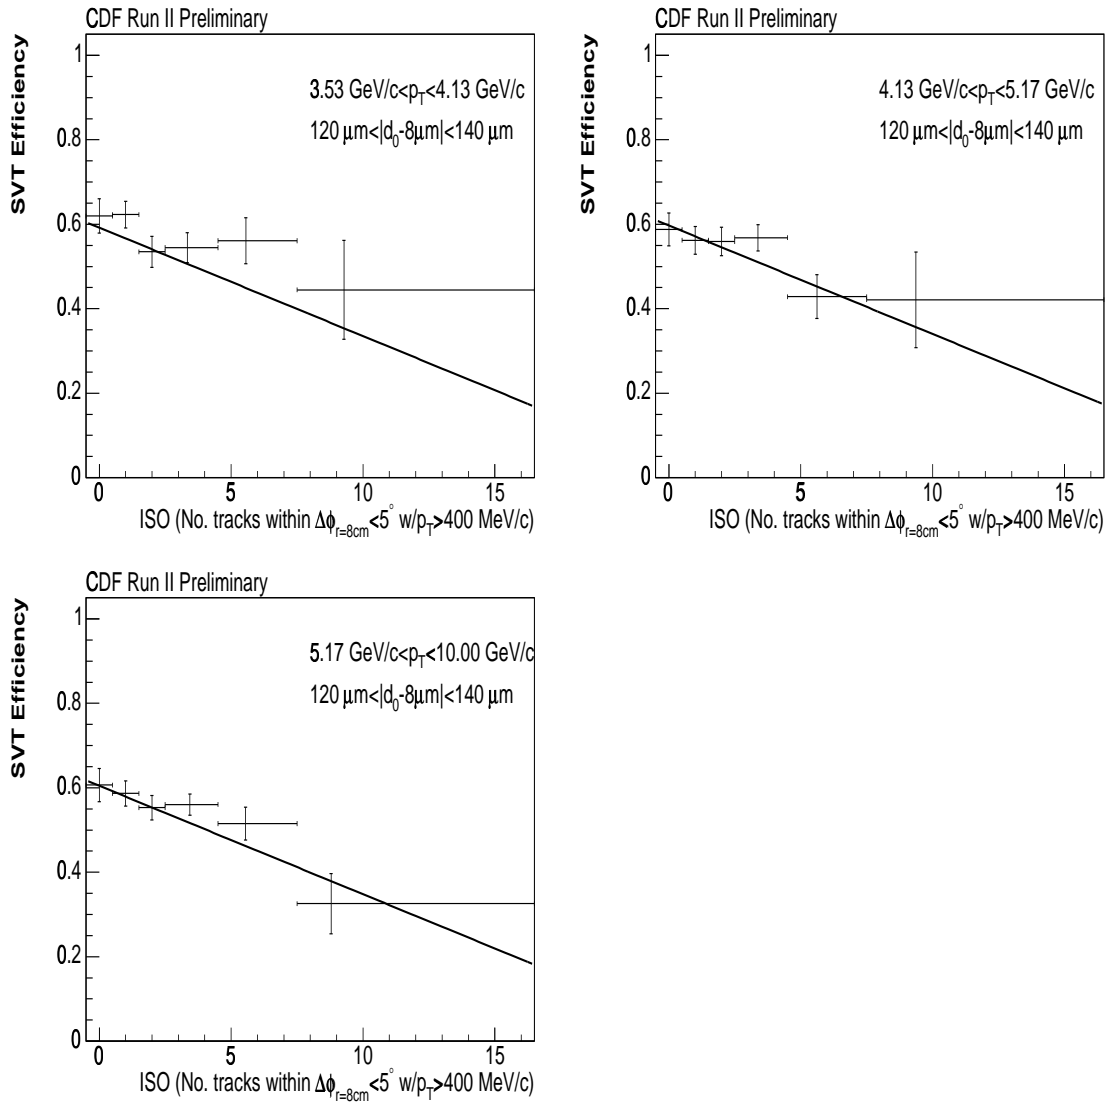 CDF Run II Preliminary
SVT Efficiency
3.53 GeV/c<p_T<4.13 GeV/c
120 μm<|d_0-8μm|<140 μm
1
0.8
0.6
0.4
0.2
0
0 5 10 15
ISO (No. tracks within Δϕ_r=8cm<5° w/p_T>400 MeV/c)
CDF Run II Preliminary
SVT Efficiency
4.13 GeV/c<p_T<5.17 GeV/c
120 μm<|d_0-8μm|<140 μm
1
0.8
0.6
0.4
0.2
0
0 5 10 15
ISO (No. tracks within Δϕ_r=8cm<5° w/p_T>400 MeV/c)
CDF Run II Preliminary
SVT Efficiency
5.17 GeV/c<p_T<10.00 GeV/c
120 μm<|d_0-8μm|<140 μm
1
0.8
0.6
0.4
0.2
0
0 5 10 15
ISO (No. tracks within Δϕ_r=8cm<5° w/p_T>400 MeV/c)